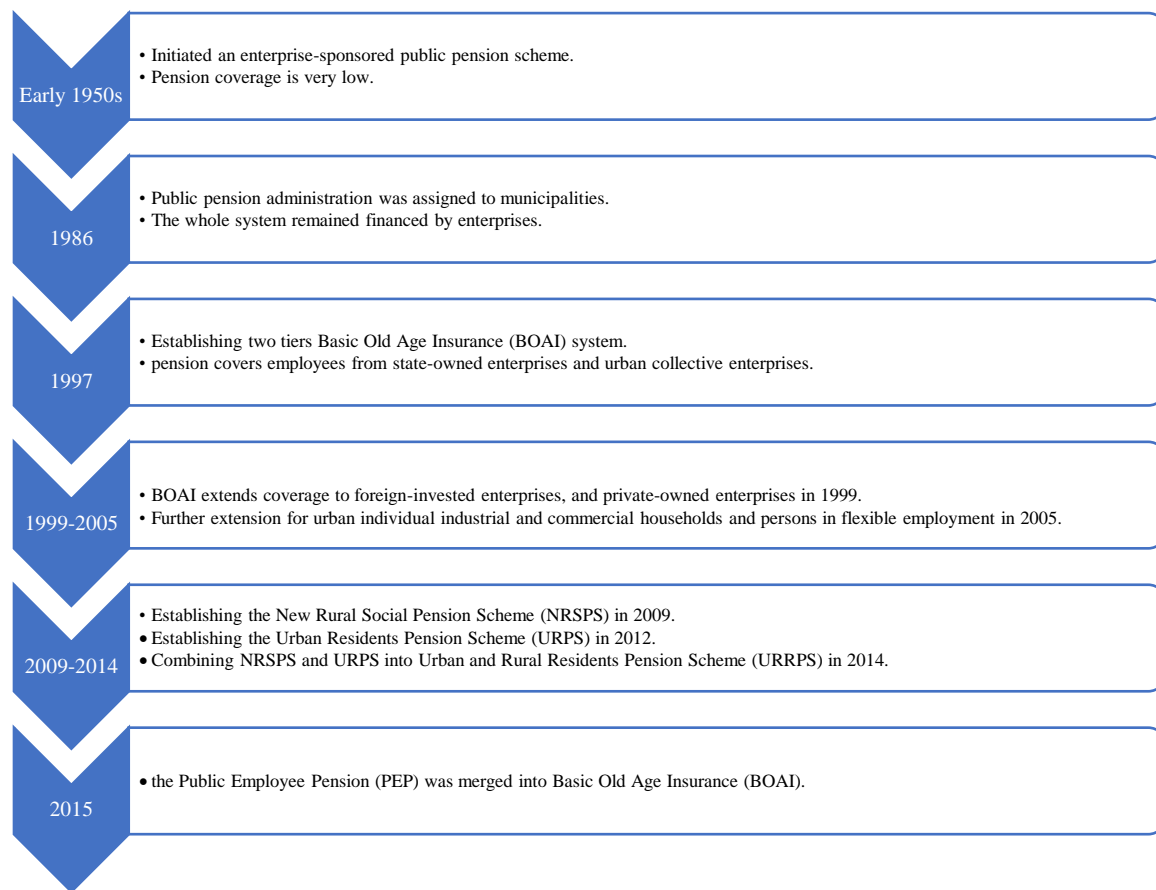 Early 1950s
• Initiated an enterprise-sponsored public pension scheme.
• Pension coverage is very low.
1986
• Public pension administration was assigned to municipalities.
• The whole system remained financed by enterprises.
1997
• Establishing two tiers Basic Old Age Insurance (BOAI) system.
• pension covers employees from state-owned enterprises and urban collective enterprises.
1999-2005
• BOAI extends coverage to foreign-invested enterprises, and private-owned enterprises in 1999.
• Further extension for urban individual industrial and commercial households and persons in flexible employment in 2005.
2009-2014
• Establishing the New Rural Social Pension Scheme (NRSPS) in 2009.
• Establishing the Urban Residents Pension Scheme (URPS) in 2012.
• Combining NRSPS and URPS into Urban and Rural Residents Pension Scheme (URRPS) in 2014.
2015
• the Public Employee Pension (PEP) was merged into Basic Old Age Insurance (BOAI).